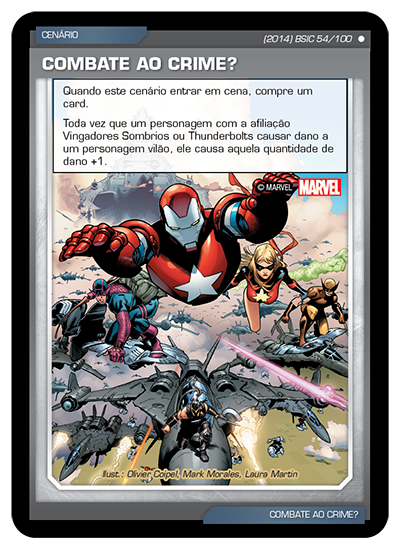 CENÁRIO
(2014) BSIC 54/100 ●
COMBATE AO CRIME?
Quando este cenário entrar em cena, compre um
card.
Toda vez que um personagem com a afiliação
Vingadores Sombrios ou Thunderbolts causar dano a
um personagem vilão, ele causa aquela quantidade de
dano +1.
© MARVEL MARVEL
Ilust.: Olivier Coipel, Mark Morales, Laura Martin
COMBATE AO CRIME?